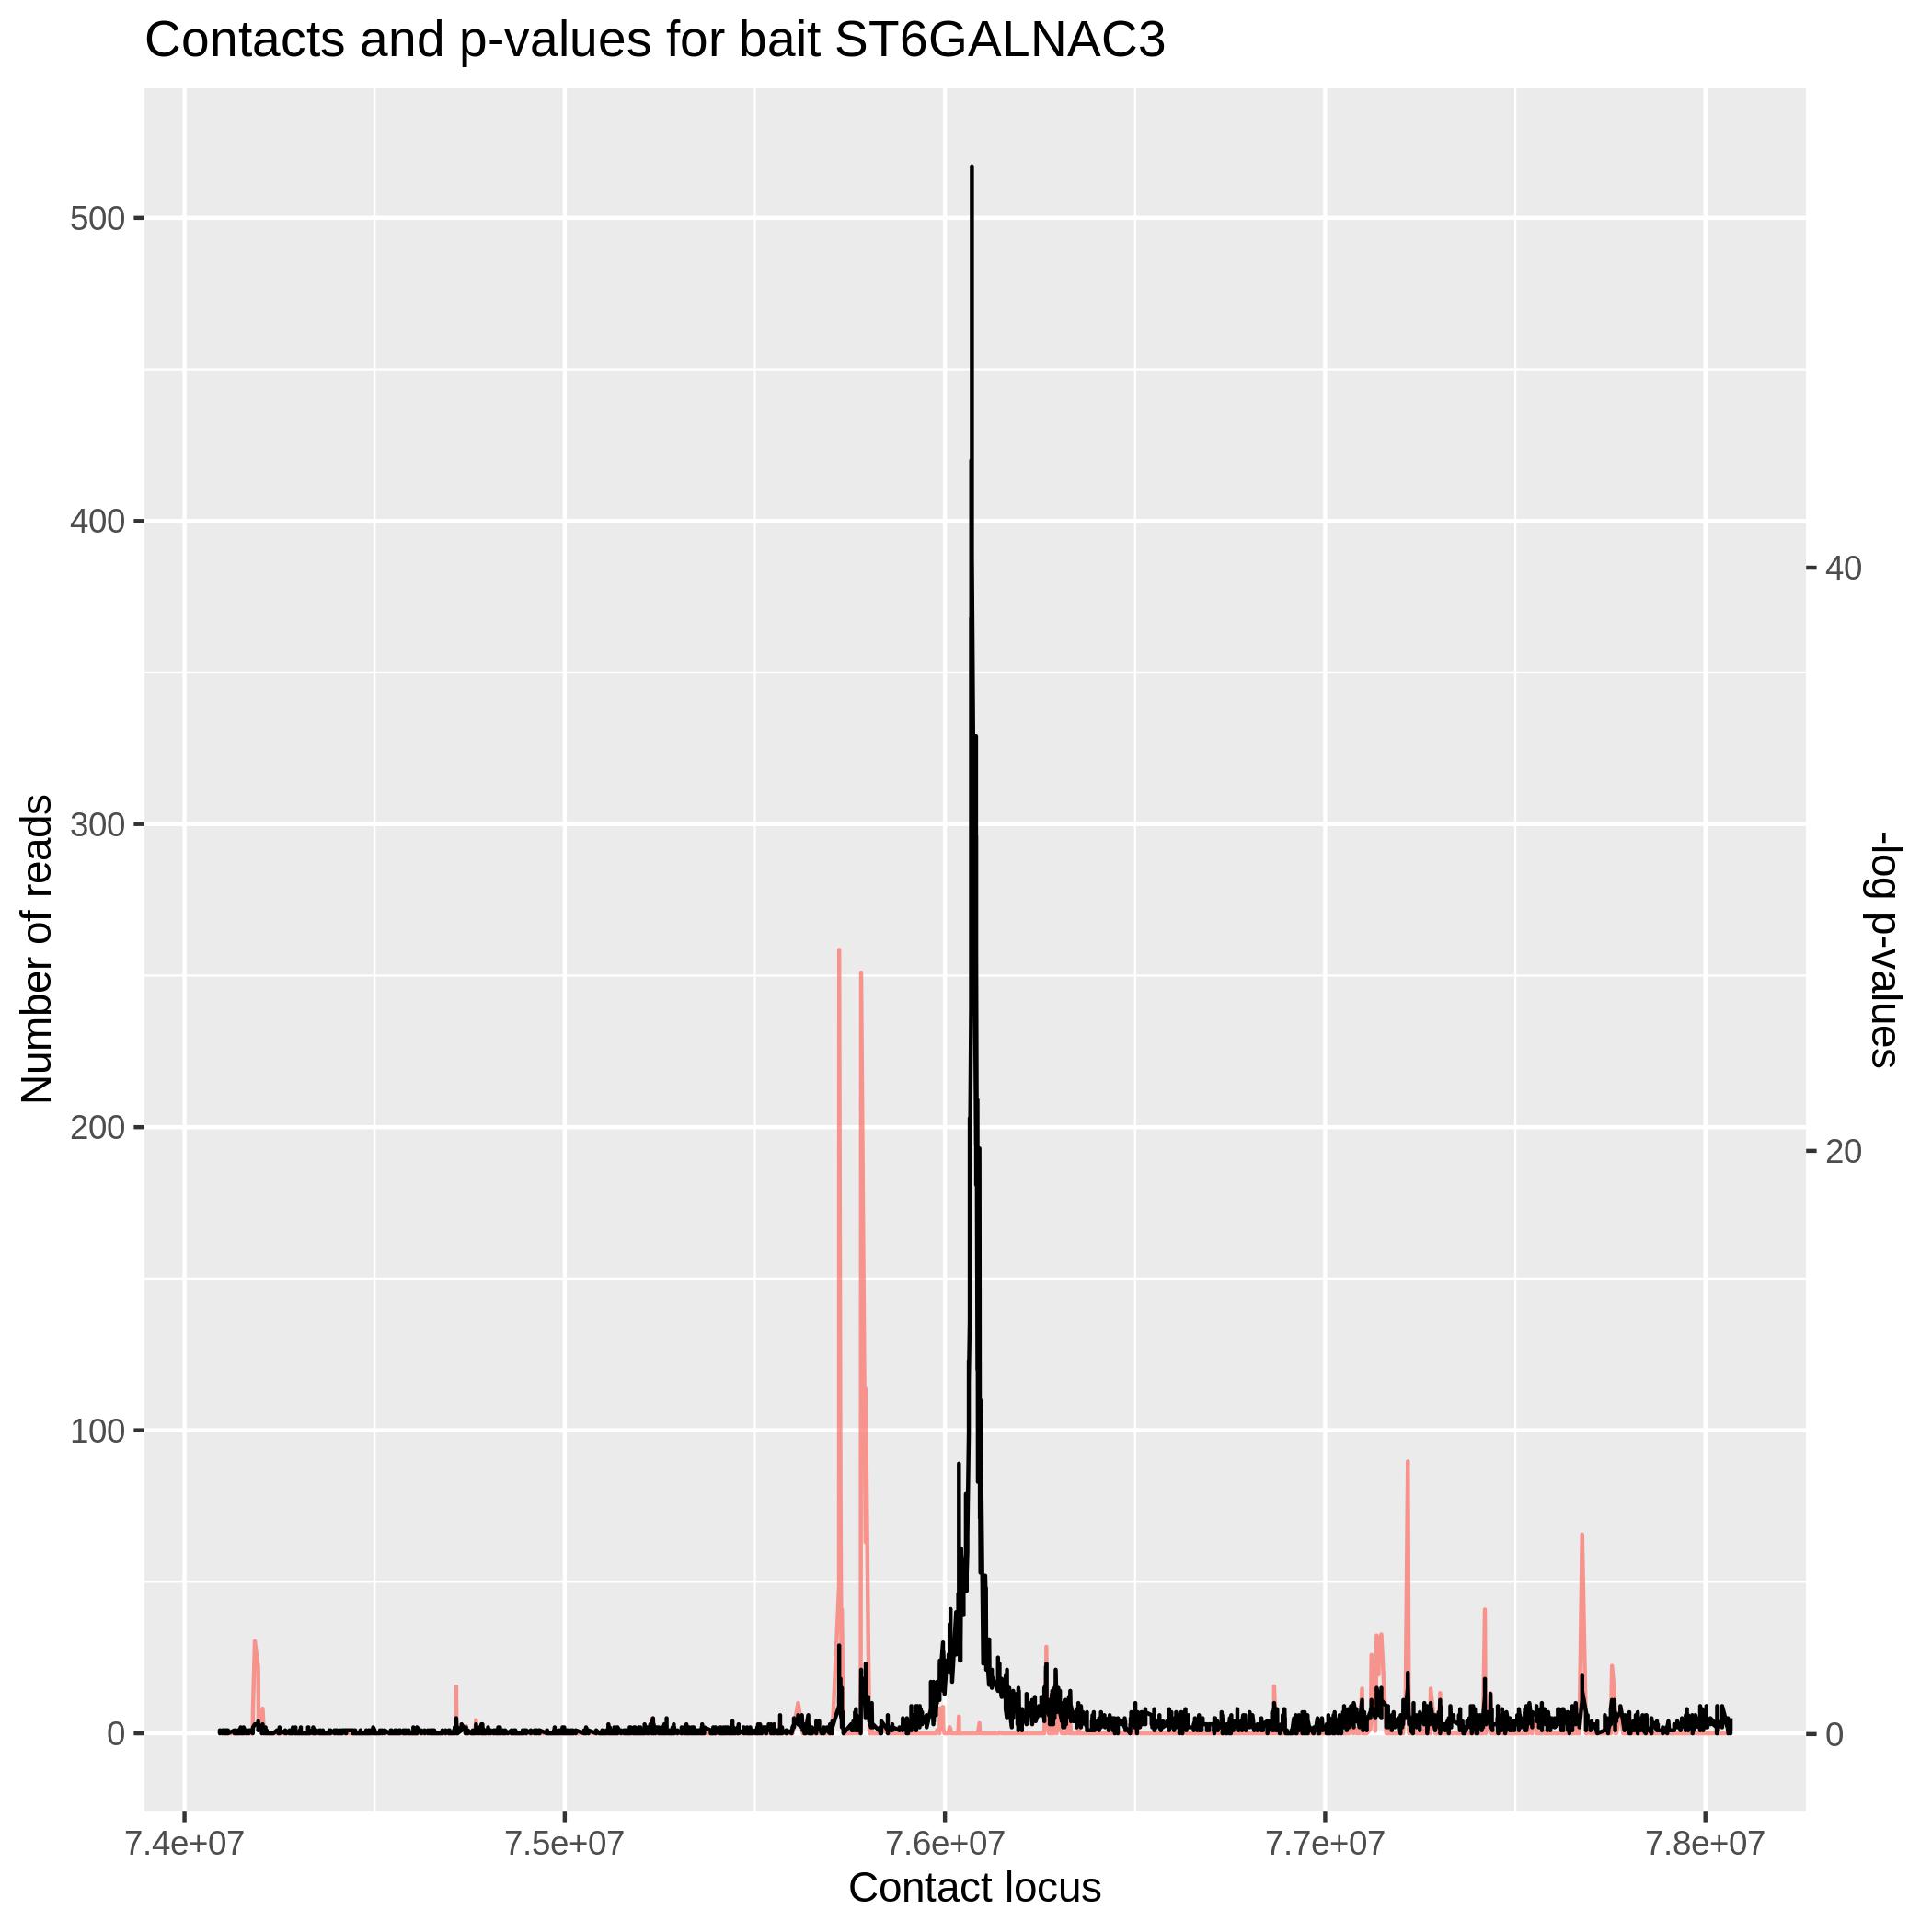 Contacts and p-values for bait ST6GALNAC3
Number of reads
500
400
300
200
100
0
40
20
0
-log p-values
7.4e+07 7.5e+07 7.6e+07 7.7e+07 7.8e+07
Contact locus